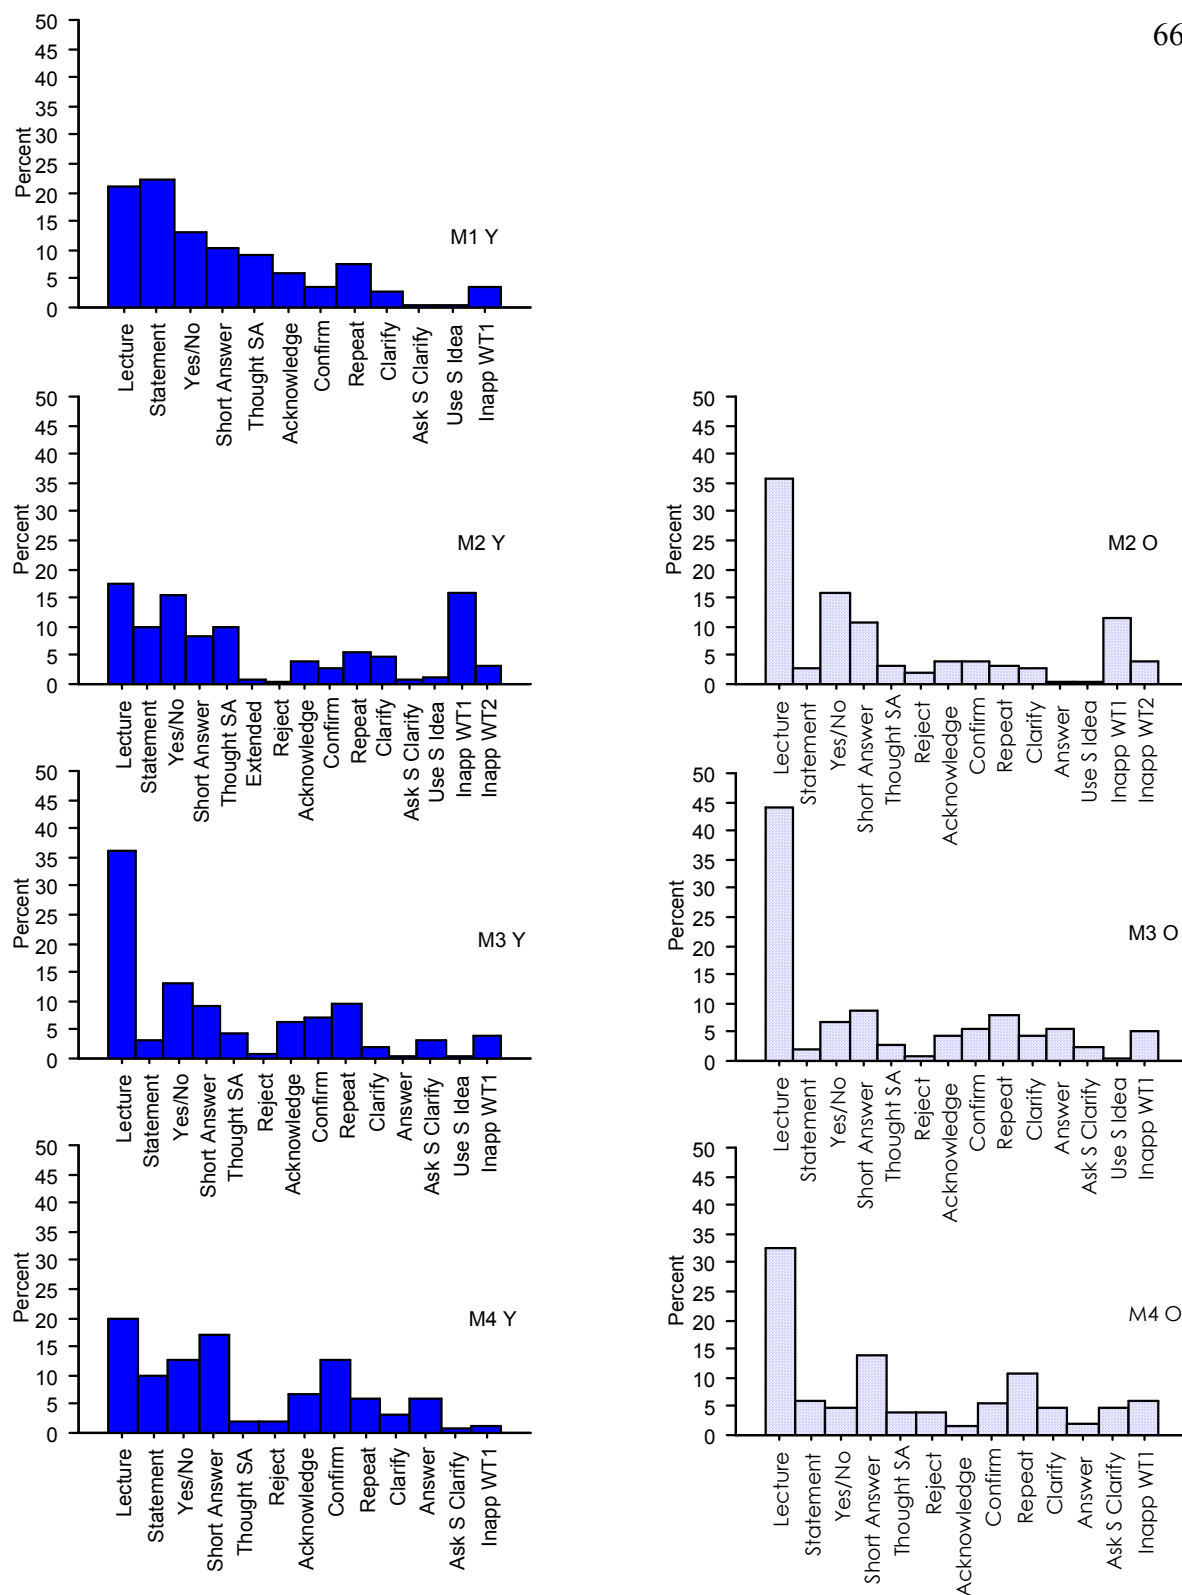 66
50
45
40
35
30
25
20
15
10
5
0
Percent
M1 Y
Lecture
Statement
Yes/No
Short Answer
Thought SA
Acknowledge
Confirm
Repeat
Clarify
Ask S Clarify
Use S Idea
Inapp WT1
50
45
40
35
30
25
20
15
10
5
0
Percent
M2 Y
Lecture
Statement
Yes/No
Short Answer
Thought SA
Extended
Reject
Acknowledge
Confirm
Repeat
Clarify
Ask S Clarify
Use S Idea
Inapp WT1
Inapp WT2
50
45
40
35
30
25
20
15
10
5
0
Percent
M2 O
Lecture
Statement
Yes/No
Short Answer
Thought SA
Reject
Acknowledge
Confirm
Repeat
Clarify
Answer
Use S Idea
Inapp WT1
Inapp WT2
50
45
40
35
30
25
20
15
10
5
0
Percent
M3 Y
Lecture
Statement
Yes/No
Short Answer
Thought SA
Reject
Acknowledge
Confirm
Repeat
Clarify
Answer
Ask S Clarify
Use S Idea
Inapp WT1
50
45
40
35
30
25
20
15
10
5
0
Percent
M3 O
Lecture
Statement
Yes/No
Short Answer
Thought SA
Reject
Acknowledge
Confirm
Repeat
Clarify
Answer
Ask S Clarify
Use S Idea
Inapp WT1
50
45
40
35
30
25
20
15
10
5
0
Percent
M4 Y
Lecture
Statement
Yes/No
Short Answer
Thought SA
Reject
Acknowledge
Confirm
Repeat
Clarify
Answer
Ask S Clarify
Inapp WT1
50
45
40
35
30
25
20
15
10
5
0
Percent
M4 O
Lecture
Statement
Yes/No
Short Answer
Thought SA
Reject
Acknowledge
Confirm
Repeat
Clarify
Answer
Ask S Clarify
Inapp WT1